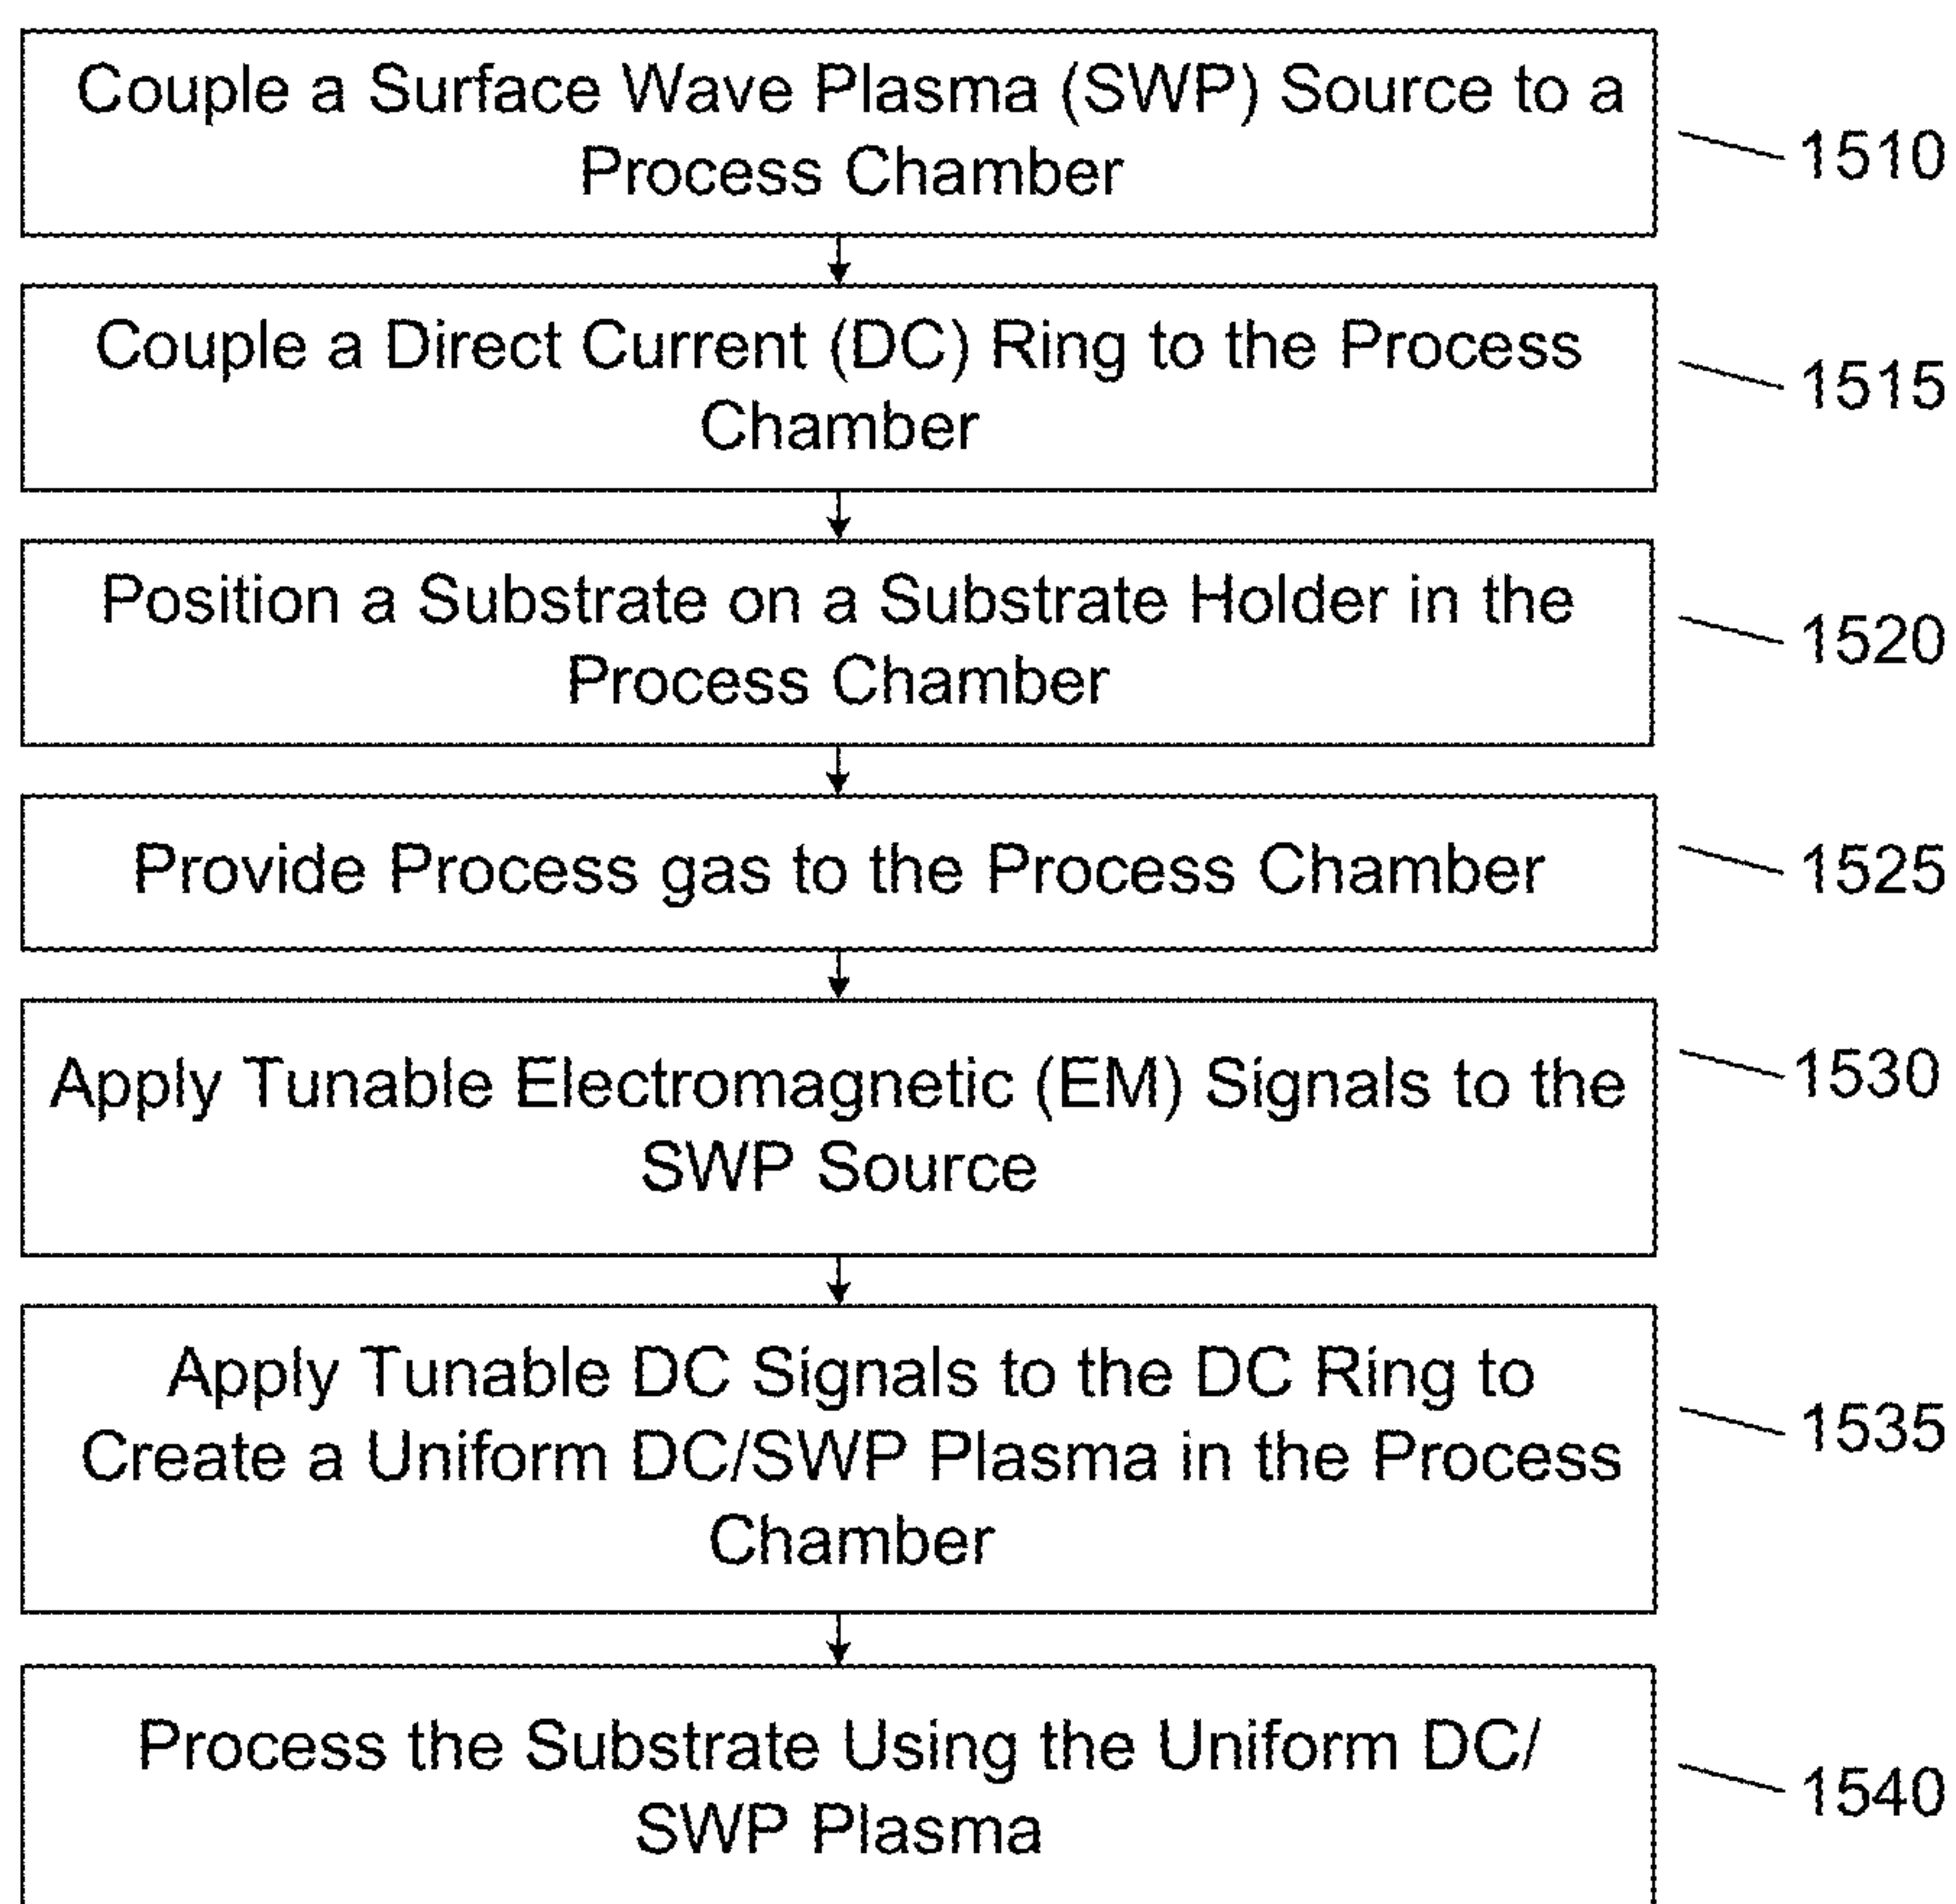 Couple a Surface Wave Plasma (SWP) Source to a
Process Chamber
1510
Couple a Direct Current (DC) Ring to the Process
Chamber
1515
Position a Substrate on a Substrate Holder in the
Process Chamber
1520
Provide Process gas to the Process Chamber
1525
Apply Tunable Electromagnetic (EM) Signals to the
SWP Source
1530
Apply Tunable DC Signals to the DC Ring to
Create a Uniform DC/SWP Plasma in the Process
Chamber
1535
Process the Substrate Using the Uniform DC/
SWP Plasma
1540